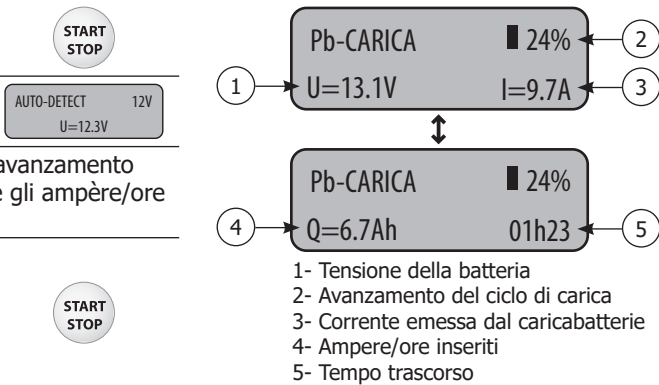 START
STOP
AUTO-DETECT 12V
U=12.3V
avanzamento
e gli ampère/ore
START
STOP
Pb-CARICA 24%
U=13.1V I=9.7A
1
2
3
Pb-CARICA 24%
Q=6.7Ah 01h23
4
5
1- Tensione della batteria
2- Avanzamento del ciclo di carica
3- Corrente emessa dal caricabatterie
4- Ampere/ore inseriti
5- Tempo trascorso